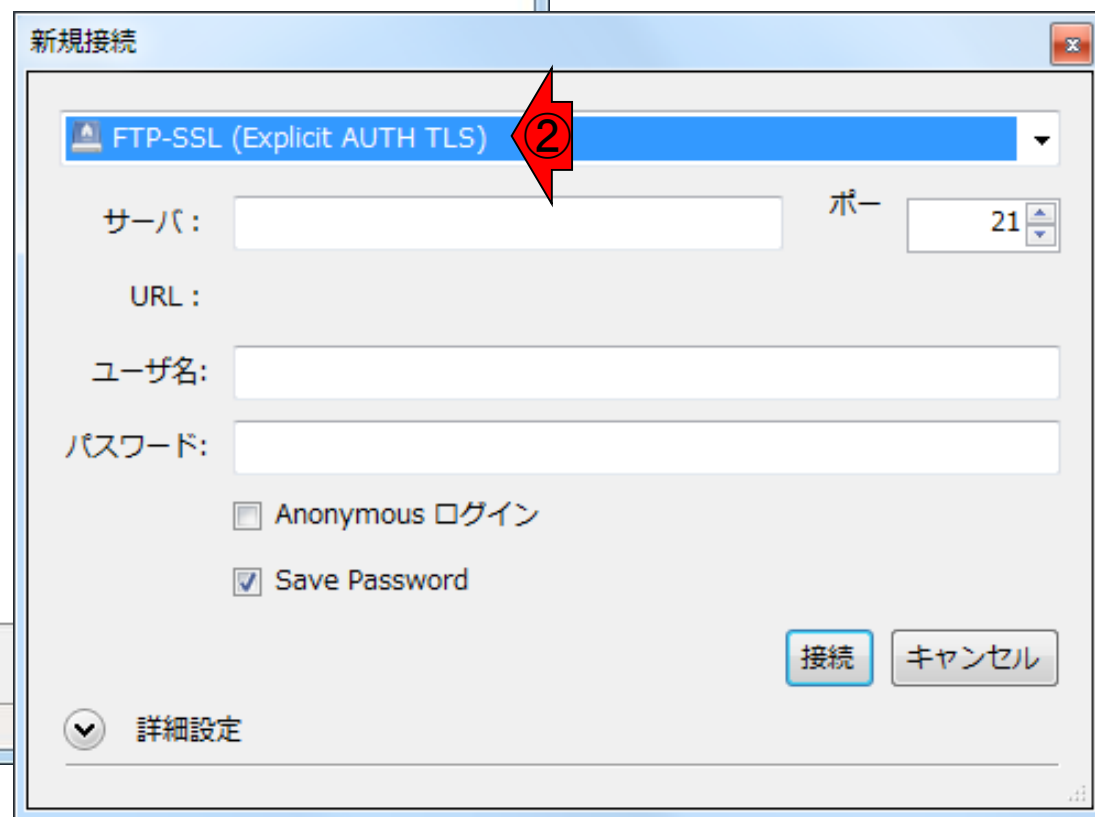 新規接続
FTP-SSL (Explicit AUTH TLS) ②
サーバ : ポー 21
URL :
ユーザ名:
パスワード:
Anonymous ログイン
Save Password
接続 キャンセル
詳細設定